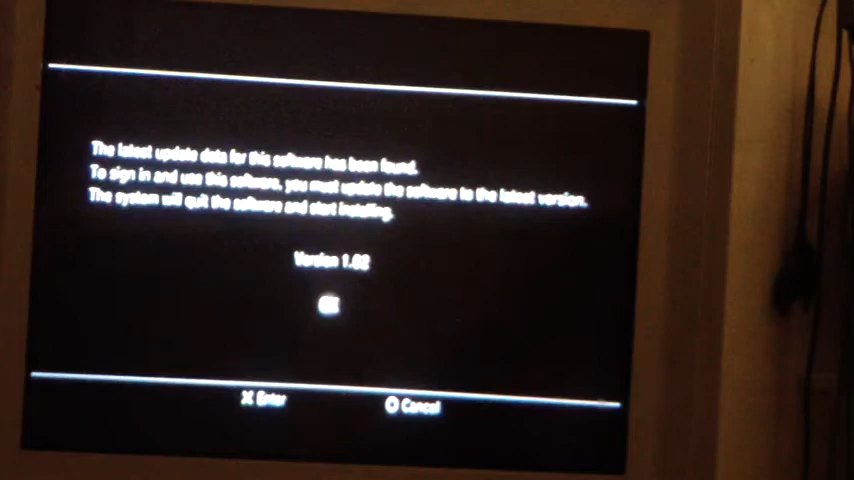 The latest update data for this software has been found.
To sign in and use this software, you must update the software to the latest version.
The system will quit the software and start installing.
Version 1.02
OK
Enter
Cancel